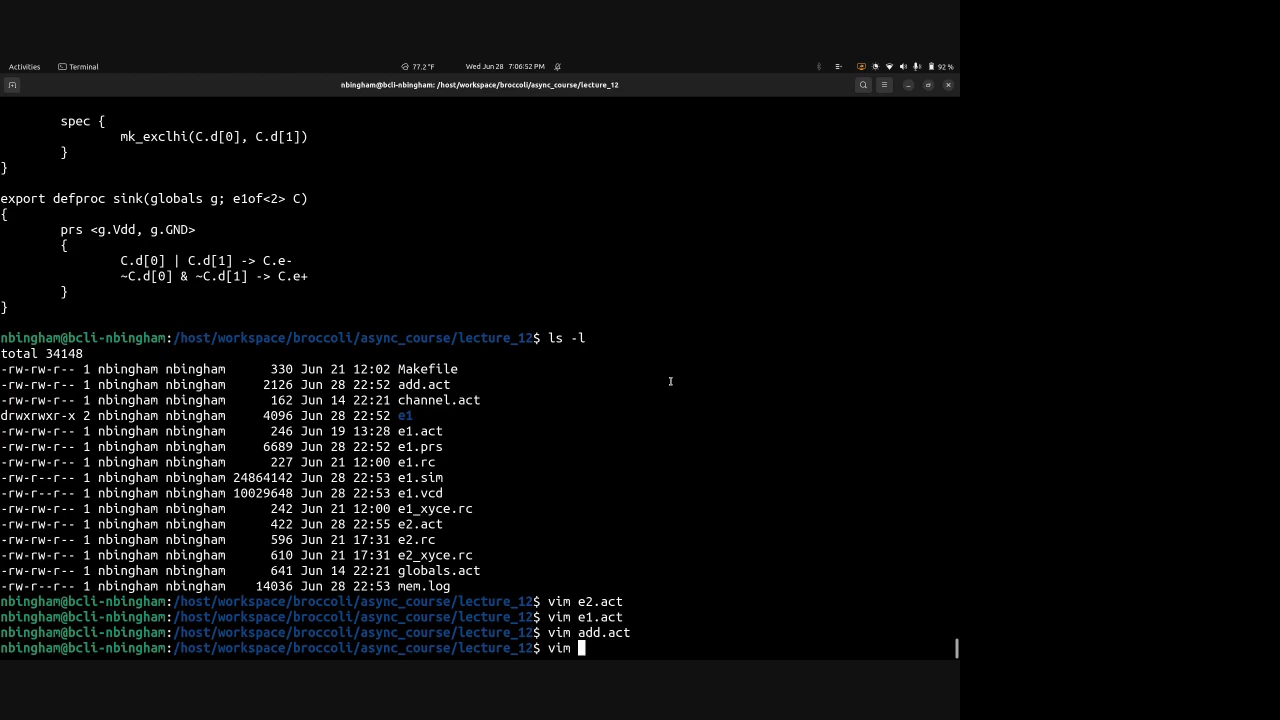 Activities Terminal 77.2 °F Wed Jun 28 7:06:52 PM 92 %
nbingham@bcli-nbingham: /host/workspace/broccoli/async_course/lecture_12
spec {
mk_exclhi(C.d[0], C.d[1])
}
}
export defproc sink(globals g; e1of<2> C)
{
prs <g.Vdd, g.GND>
{
C.d[0] | C.d[1] -> C.e-
~C.d[0] & ~C.d[1] -> C.e+
}
}
nbingham@bcli-nbingham:/host/workspace/broccoli/async_course/lecture_12$ ls -l
total 34148
-rw-rw-r-- 1 nbingham nbingham 330 Jun 21 12:02 Makefile
-rw-rw-r-- 1 nbingham nbingham 2126 Jun 28 22:52 add.act
-rw-rw-r-- 1 nbingham nbingham 162 Jun 14 22:21 channel.act
drwxrwxr-x 2 nbingham nbingham 4096 Jun 28 22:52 e1
-rw-rw-r-- 1 nbingham nbingham 246 Jun 19 13:28 e1.act
-rw-rw-r-- 1 nbingham nbingham 6689 Jun 28 22:52 e1.prs
-rw-rw-r-- 1 nbingham nbingham 227 Jun 21 12:00 e1.rc
-rw-r--r-- 1 nbingham nbingham 24864142 Jun 28 22:53 e1.sim
-rw-r--r-- 1 nbingham nbingham 10029648 Jun 28 22:53 e1.vcd
-rw-rw-r-- 1 nbingham nbingham 242 Jun 21 12:00 e1_xyce.rc
-rw-rw-r-- 1 nbingham nbingham 422 Jun 28 22:55 e2.act
-rw-rw-r-- 1 nbingham nbingham 596 Jun 21 17:31 e2.rc
-rw-rw-r-- 1 nbingham nbingham 610 Jun 21 17:31 e2_xyce.rc
-rw-rw-r-- 1 nbingham nbingham 641 Jun 14 22:21 globals.act
-rw-r--r-- 1 nbingham nbingham 14036 Jun 28 22:53 mem.log
nbingham@bcli-nbingham:/host/workspace/broccoli/async_course/lecture_12$ vim e2.act
nbingham@bcli-nbingham:/host/workspace/broccoli/async_course/lecture_12$ vim e1.act
nbingham@bcli-nbingham:/host/workspace/broccoli/async_course/lecture_12$ vim add.act
nbingham@bcli-nbingham:/host/workspace/broccoli/async_course/lecture_12$ vim